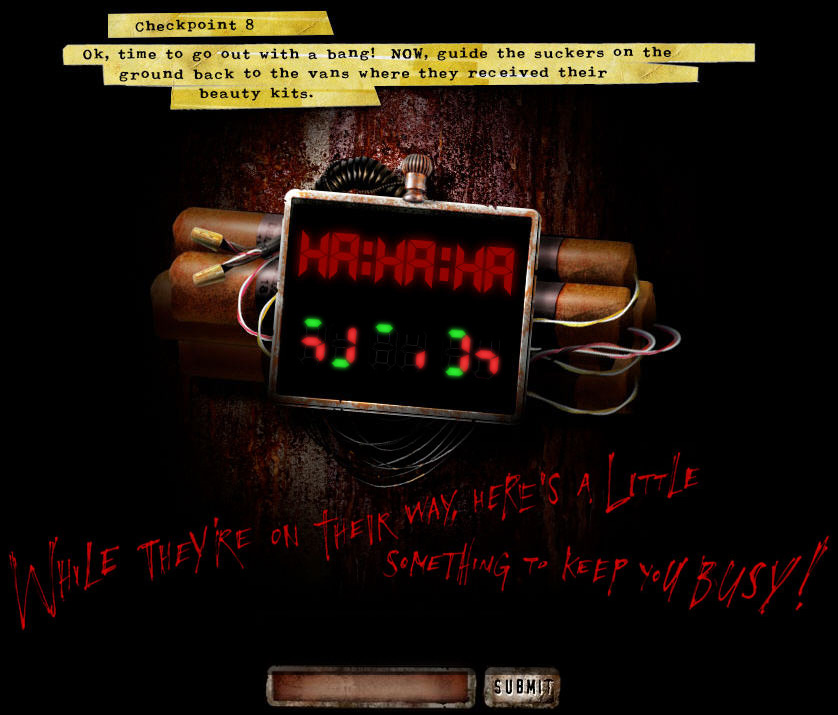 Checkpoint 8
Ok, time to go out with a bang! NOW, guide the suckers on the
ground back to the vans where they received their
beauty kits.
HA:HA:HA
WHILE THEY'RE ON THEIR WAY, HERE'S A LITTLE
SOMETHING TO KEEP YOU BUSY!
SUBMIT